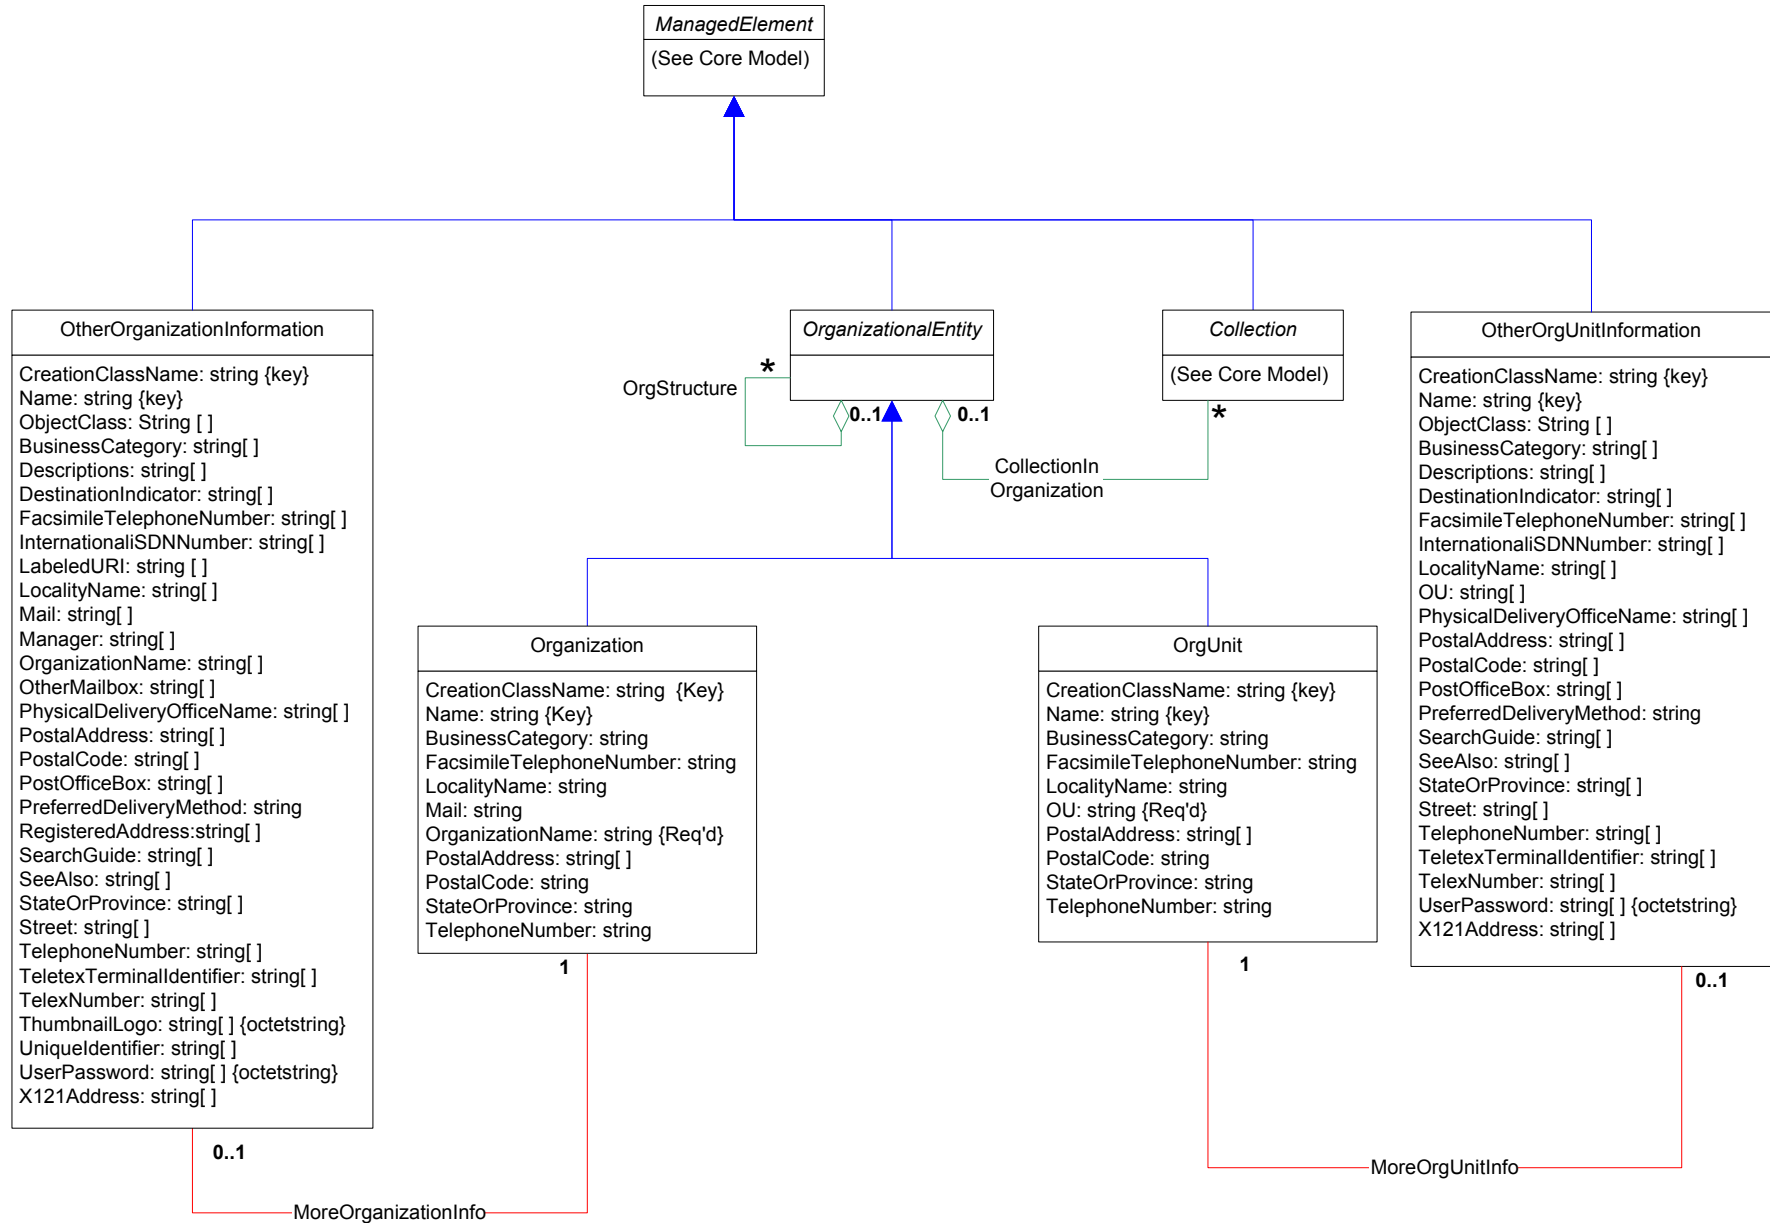 ManagedElement
(See Core Model)
OtherOrganizationInformation
CreationClassName: string {key}
Name: string {key}
ObjectClass: String [ ]
BusinessCategory: string[ ]
Descriptions: string[ ]
DestinationIndicator: string[ ]
FacsimileTelephoneNumber: string[ ]
InternationaliSDNNumber: string[ ]
LabeledURI: string [ ]
LocalityName: string[ ]
Mail: string[ ]
Manager: string[ ]
OrganizationName: string[ ]
OtherMailbox: string[ ]
PhysicalDeliveryOfficeName: string[ ]
PostalAddress: string[ ]
PostalCode: string[ ]
PostOfficeBox: string[ ]
PreferredDeliveryMethod: string
RegisteredAddress:string[ ]
SearchGuide: string[ ]
SeeAlso: string[ ]
StateOrProvince: string[ ]
Street: string[ ]
TelephoneNumber: string[ ]
TeletexTerminalIdentifier: string[ ]
TelexNumber: string[ ]
ThumbnailLogo: string[ ] {octetstring}
UniqueIdentifier: string[ ]
UserPassword: string[ ] {octetstring}
X121Address: string[ ]
0..1
OrganizationalEntity
*
OrgStructure
0..1
0..1
Collection
(See Core Model)
*
CollectionIn
Organization
OtherOrgUnitInformation
CreationClassName: string {key}
Name: string {key}
ObjectClass: String [ ]
BusinessCategory: string[ ]
Descriptions: string[ ]
DestinationIndicator: string[ ]
FacsimileTelephoneNumber: string[ ]
InternationaliSDNNumber: string[ ]
LocalityName: string[ ]
OU: string[ ]
PhysicalDeliveryOfficeName: string[ ]
PostalAddress: string[ ]
PostalCode: string[ ]
PostOfficeBox: string[ ]
PreferredDeliveryMethod: string
SearchGuide: string[ ]
SeeAlso: string[ ]
StateOrProvince: string[ ]
Street: string[ ]
TelephoneNumber: string[ ]
TeletexTerminalIdentifier: string[ ]
TelexNumber: string[ ]
UserPassword: string[ ] {octetstring}
X121Address: string[ ]
0..1
Organization
CreationClassName: string  {Key}
Name: string {Key}
BusinessCategory: string
FacsimileTelephoneNumber: string
LocalityName: string
Mail: string
OrganizationName: string {Req'd}
PostalAddress: string[ ]
PostalCode: string
StateOrProvince: string
TelephoneNumber: string
1
OrgUnit
CreationClassName: string {key}
Name: string {key}
BusinessCategory: string
FacsimileTelephoneNumber: string
LocalityName: string
OU: string {Req'd}
PostalAddress: string[ ]
PostalCode: string
StateOrProvince: string
TelephoneNumber: string
1
MoreOrgUnitInfo
MoreOrganizationInfo